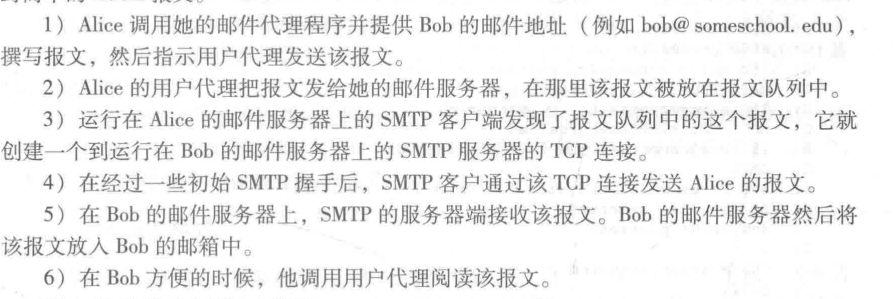 1）Alice 调用她的邮件代理程序并提供 Bob 的邮件地址（例如 bob@ someschool. edu），
撰写报文，然后指示用户代理发送该报文。
2）Alice 的用户代理把报文发给她的邮件服务器，在那里该报文被放在报文队列中。
3）运行在 Alice 的邮件服务器上的 SMTP 客户端发现了报文队列中的这个报文，它就
创建一个到运行在 Bob 的邮件服务器上的 SMTP 服务器的 TCP 连接。
4）在经过一些初始 SMTP 握手后，SMTP 客户通过该 TCP 连接发送 Alice 的报文。
5）在 Bob 的邮件服务器上，SMTP 的服务器端接收该报文。Bob 的邮件服务器然后将
该报文放入 Bob 的邮箱中。
6）在 Bob 方便的时候，他调用用户代理阅读该报文。